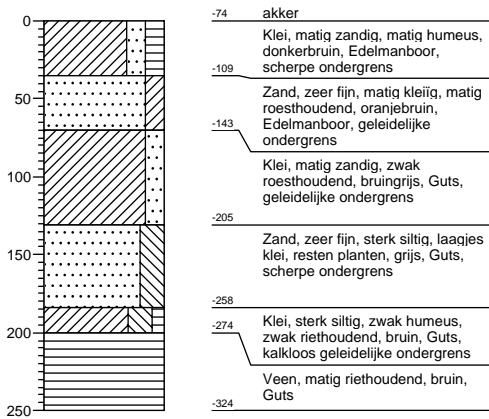 0
50
100
150
200
250
-74 akker
Klei, matig zandig, matig humeus,
donkerbruin, Edelmanboor,
scherpe ondergrens
-109
Zand, zeer fijn, matig kleiïg, matig
roesthoudend, oranjebruin,
Edelmanboor, geleidelijke
ondergrens
-143
Klei, matig zandig, zwak
roesthoudend, bruingrijs, Guts,
geleidelijke ondergrens
-205
Zand, zeer fijn, sterk siltig, laagjes
klei, resten planten, grijs, Guts,
scherpe ondergrens
-258
Klei, sterk siltig, zwak humeus,
zwak riethoudend, bruin, Guts,
kalkloos geleidelijke ondergrens
-274
Veen, matig riethoudend, bruin,
Guts
-324